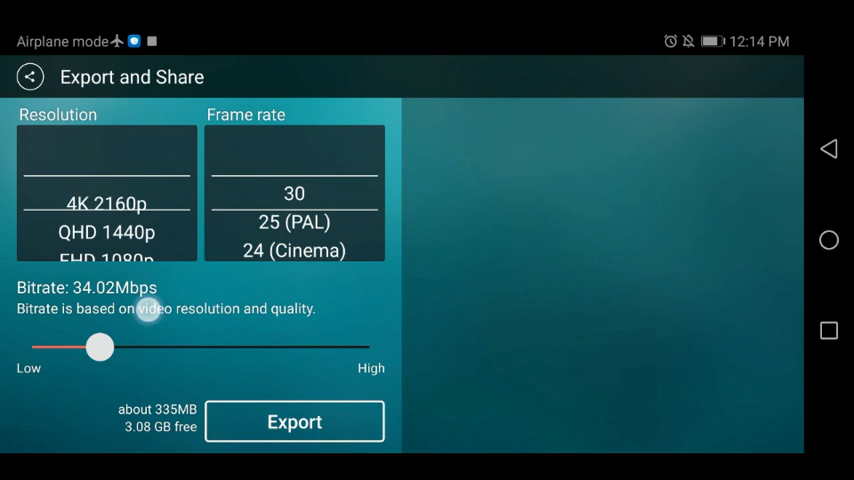 Airplane mode 12:14 PM
Export and Share
Resolution Frame rate
4K 2160p
QHD 1440p
FHD 1080p
30
25 (PAL)
24 (Cinema)
Bitrate: 34.02Mbps
Bitrate is based on video resolution and quality.
Low High
about 335MB
3.08 GB free
Export